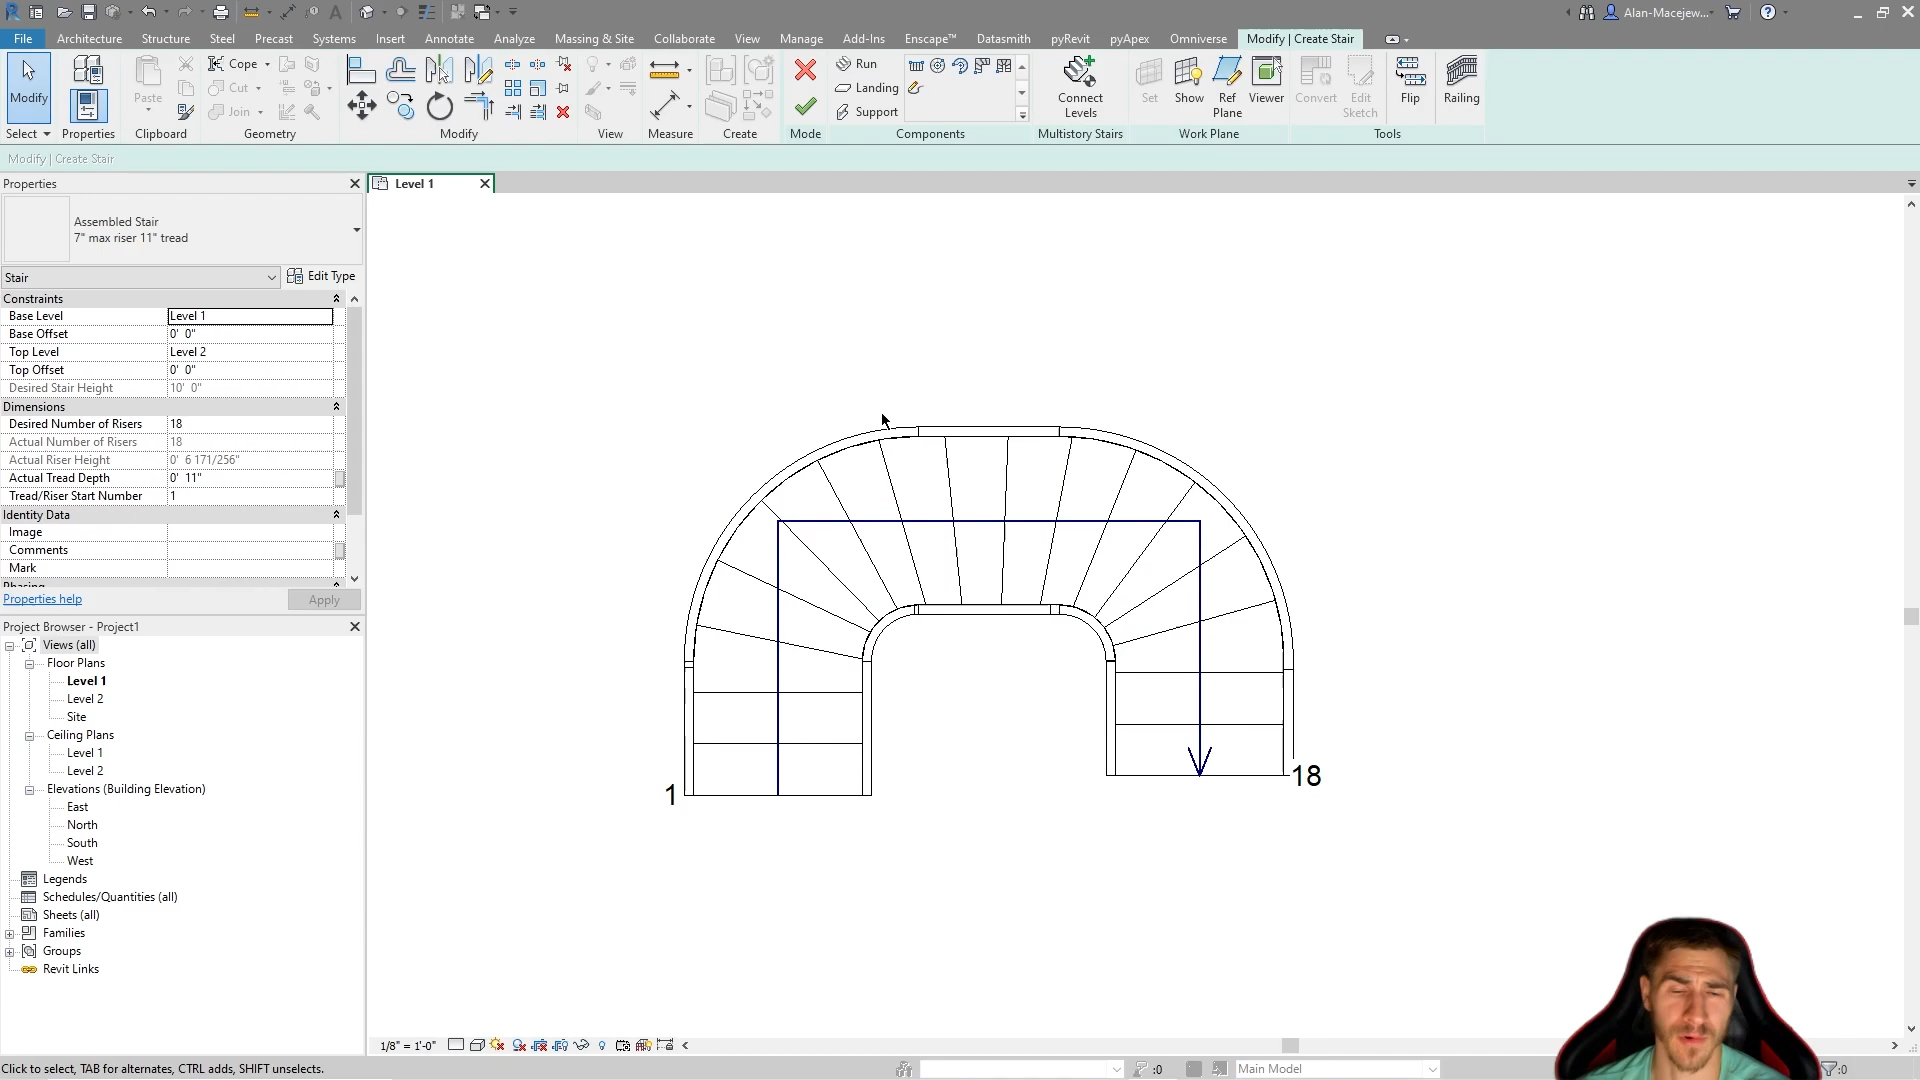 Alan-Macejew...
File Architecture Structure Steel Precast Systems Insert Annotate Analyze Massing & Site Collaborate View Manage Add-Ins Enscape™ Datasmith pyRevit pyApex Omniverse Modify | Create Stair
Modify
Paste
Cope
Cut
Join
Run
Landing
Support
Connect
Levels
Set
Show
Ref
Plane
Viewer
Convert
Edit
Sketch
Flip
Railing
Select Properties Clipboard Geometry Modify View Measure Create Mode Components Multistory Stairs Work Plane Tools
Modify | Create Stair
Properties
Level 1
Assembled Stair
7" max riser 11" tread
Stair
Edit Type
Constraints
Base Level Level 1
Base Offset 0' 0"
Top Level Level 2
Top Offset 0' 0"
Desired Stair Height 10' 0"
Dimensions
Desired Number of Risers 18
Actual Number of Risers 18
Actual Riser Height 0' 6 171/256"
Actual Tread Depth 0' 11"
Tread/Riser Start Number 1
Identity Data
Image
Comments
Mark
Phasing
Properties help
Apply
Project Browser - Project1
Views (all)
Floor Plans
Level 1
Level 2
Site
Ceiling Plans
Level 1
Level 2
Elevations (Building Elevation)
East
North
South
West
Legends
Schedules/Quantities (all)
Sheets (all)
Families
Groups
Revit Links
1
18
1/8" = 1'-0"
Click to select, TAB for alternates, CTRL adds, SHIFT unselects.
:0
Main Model
:0